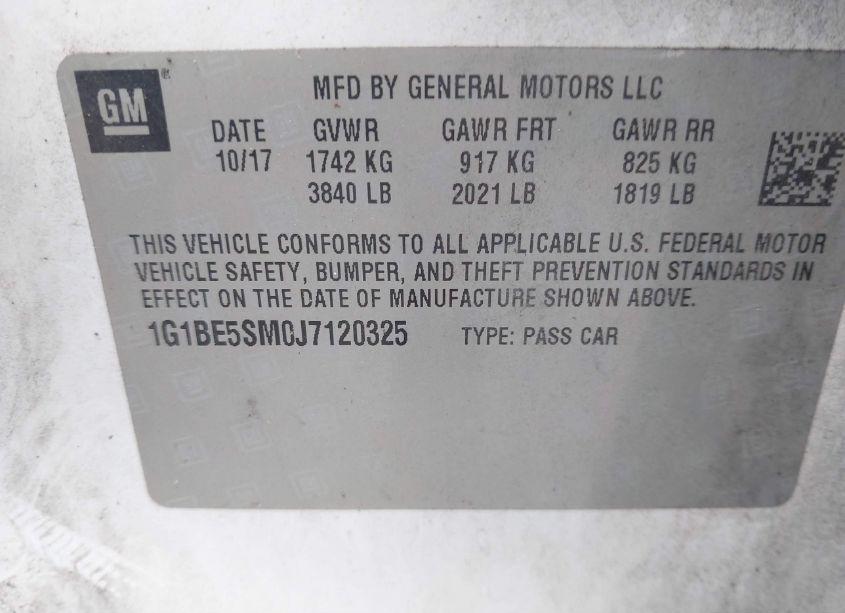 GM
MFD BY GENERAL MOTORS LLC
DATE GVWR GAWR FRT GAWR RR
10/17 1742 KG 917 KG 825 KG
3840 LB 2021 LB 1819 LB
THIS VEHICLE CONFORMS TO ALL APPLICABLE U.S. FEDERAL MOTOR
VEHICLE SAFETY, BUMPER, AND THEFT PREVENTION STANDARDS IN
EFFECT ON THE DATE OF MANUFACTURE SHOWN ABOVE.
1G1BE5SM0J7120325 TYPE: PASS CAR